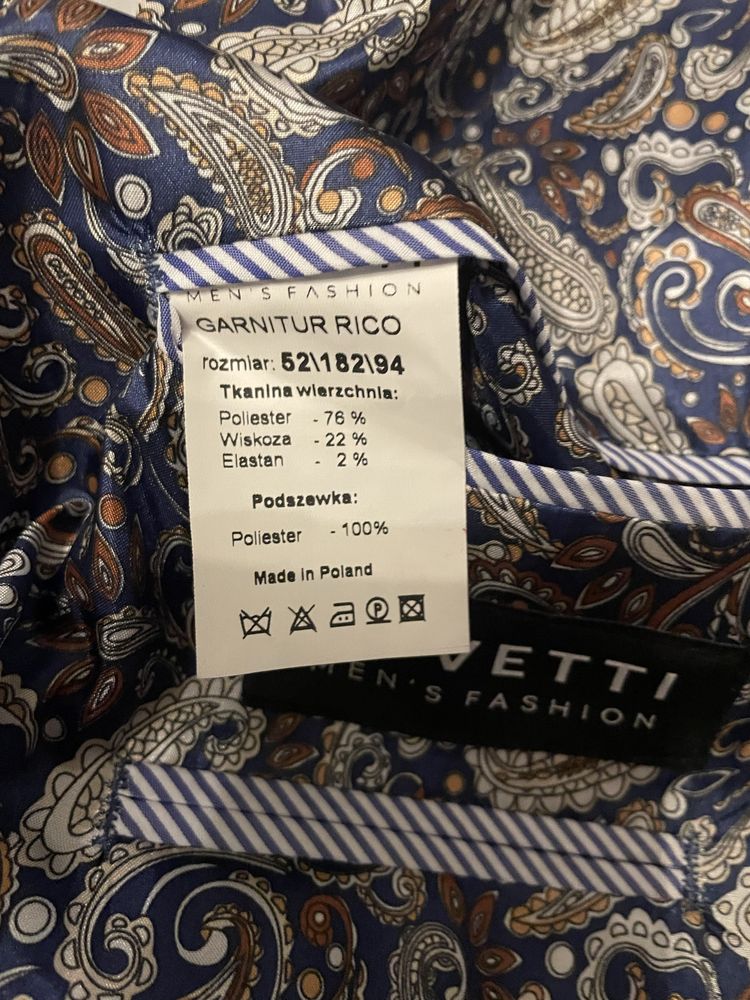 MEN'S FASHION
GARNITUR RICO
rozmiar: 52\182\94
Tkanina wierzchnia:
Poliester - 76 %
Wiskoza - 22 %
Elastan - 2 %
Podszewka:
Poliester - 100%
Made in Poland
VETTI
MEN'S FASHION